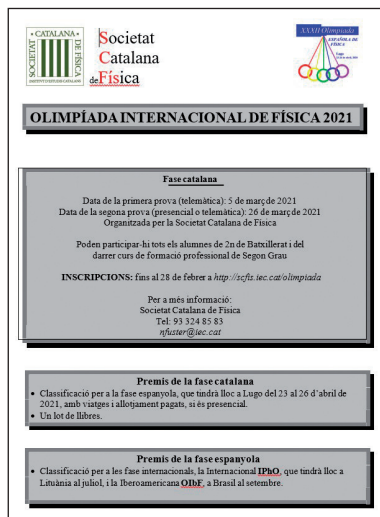 SOCIETAT CATALANA DE FÍSICA
INSTITUT D'ESTUDIS CATALANS
Societat
Catalana
de Física
XXXII Olimpiada
ESPAÑOLA DE
FÍSICA
OLIMPÍADA INTERNACIONAL DE FÍSICA 2021
Fase catalana
Data de la primera prova (telemàtica): 5 de març de 2021
Data de la segona prova (presencial o telemàtica): 26 de març de 2021
Organitzada per la Societat Catalana de Física
Poden participar-hi tots els alumnes de 2n de Batxillerat i del
darrer curs de formació professional de Segon Grau
INSCRIPCIONS: fins al 28 de febrer a http://scfis.iec.cat/olimpiada
Per a més informació:
Societat Catalana de Física
Tel: 93 324 85 83
nfuster@iec.cat
Premis de la fase catalana
• Classificació per a la fase espanyola, que tindrà lloc a Lugo del 23 al 26 d'abril de
2021, amb viatges i allotjament pagats, si és presencial.
• Un lot de llibres.
Premis de la fase espanyola
• Classificació per a les fase internacionals, la Internacional IPhO, que tindrà lloc a
Lituània al juliol, i la Iberoamericana OIbF, a Brasil al setembre.